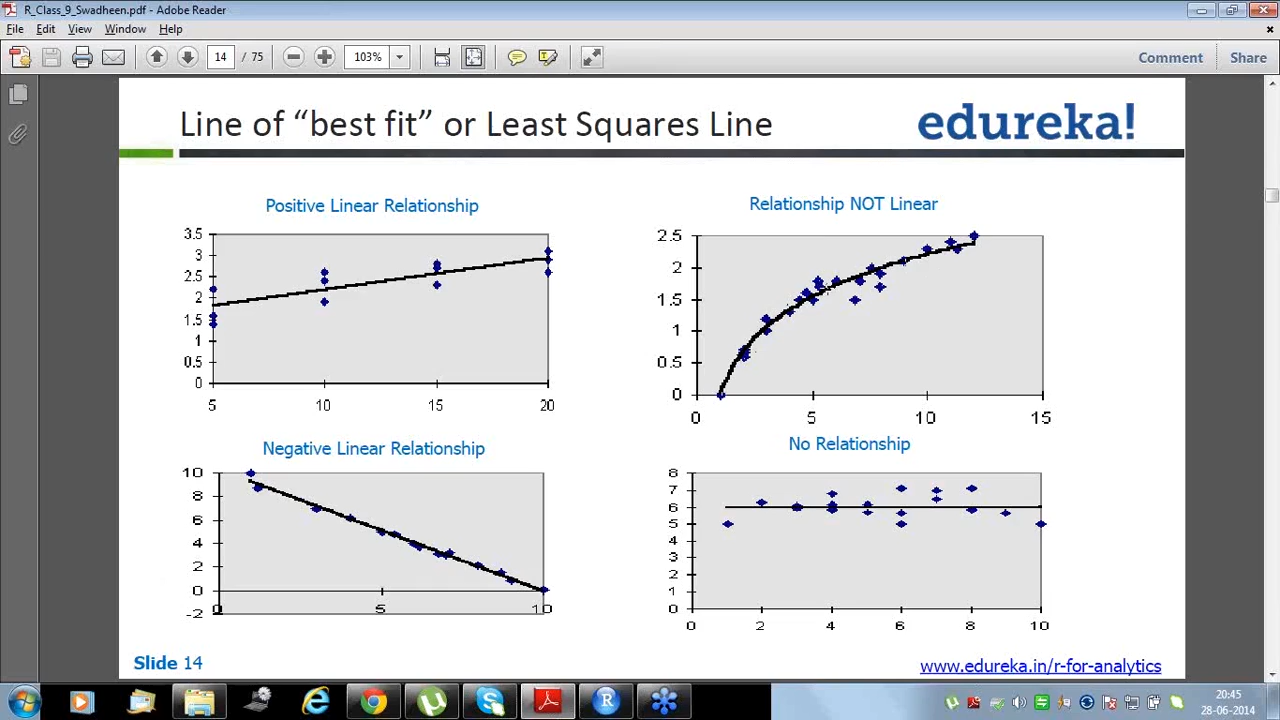 R_Class_9_Swadheen.pdf - Adobe Reader
File Edit View Window Help
14 / 75 103% Comment Share
Line of “best fit” or Least Squares Line
edureka!
Positive Linear Relationship
3.5
3
2.5
2
1.5
1
0.5
0
5 10 15 20
Relationship NOT Linear
2.5
2
1.5
1
0.5
0
0 5 10 15
Negative Linear Relationship
10
8
6
4
2
0
-2
0 5 10
No Relationship
8
7
6
5
4
3
2
1
0
0 2 4 6 8 10
Slide 14
www.edureka.in/r-for-analytics
20:45
28-06-2014